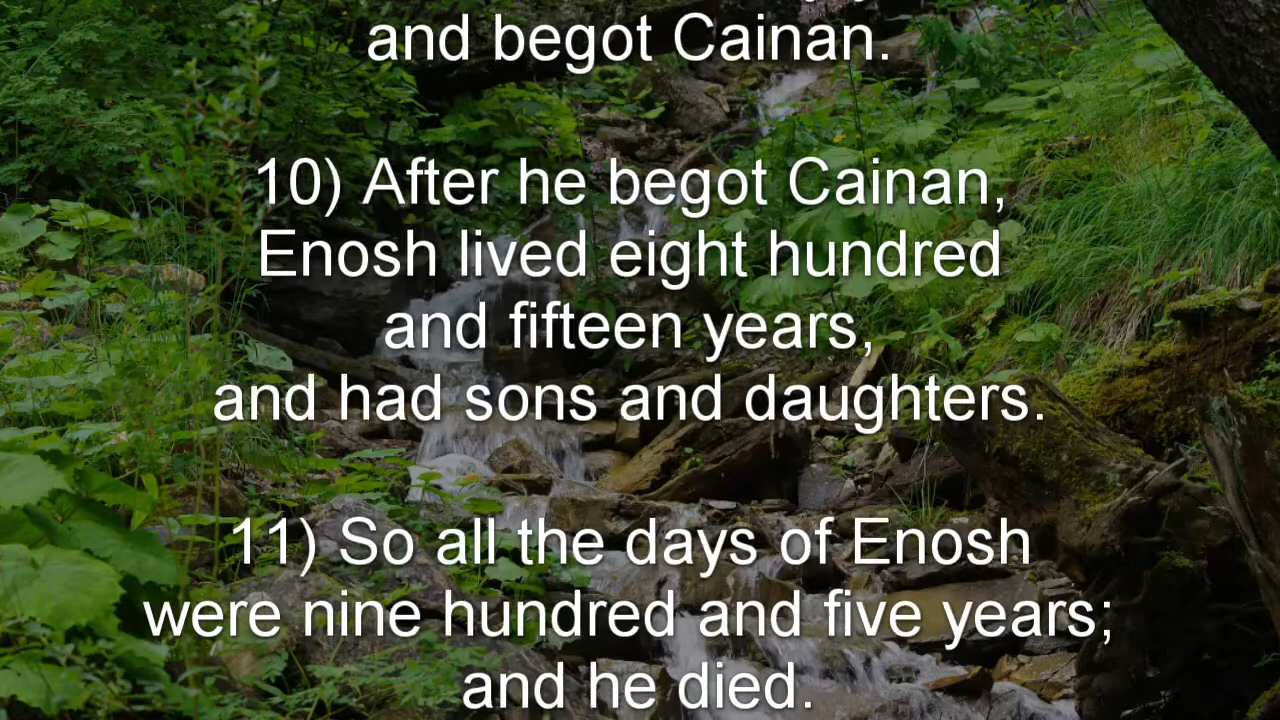 and begot Cainan.
10) After he begot Cainan,
Enosh lived eight hundred
and fifteen years,
and had sons and daughters.
11) So all the days of Enosh
were nine hundred and five years;
and he died.